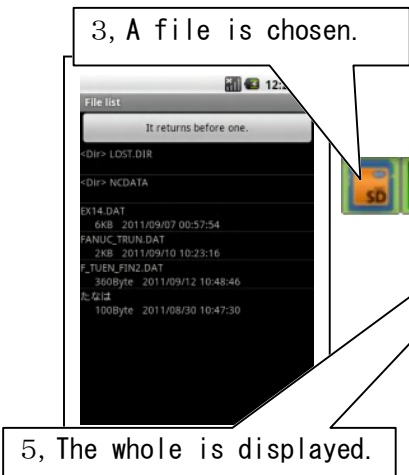 3, A file is chosen.
File list
It returns before one.
<Dir> LOST.DIR
<Dir> NCDATA
EX14.DAT
6KB 2011/09/07 00:57:54
FANUC_TRUN.DAT
2KB 2011/09/10 10:23:16
F_TUEN_FIN2.DAT
360Byte 2011/09/12 10:48:46
たなは
100Byte 2011/08/30 10:47:30
SD
5, The whole is displayed.